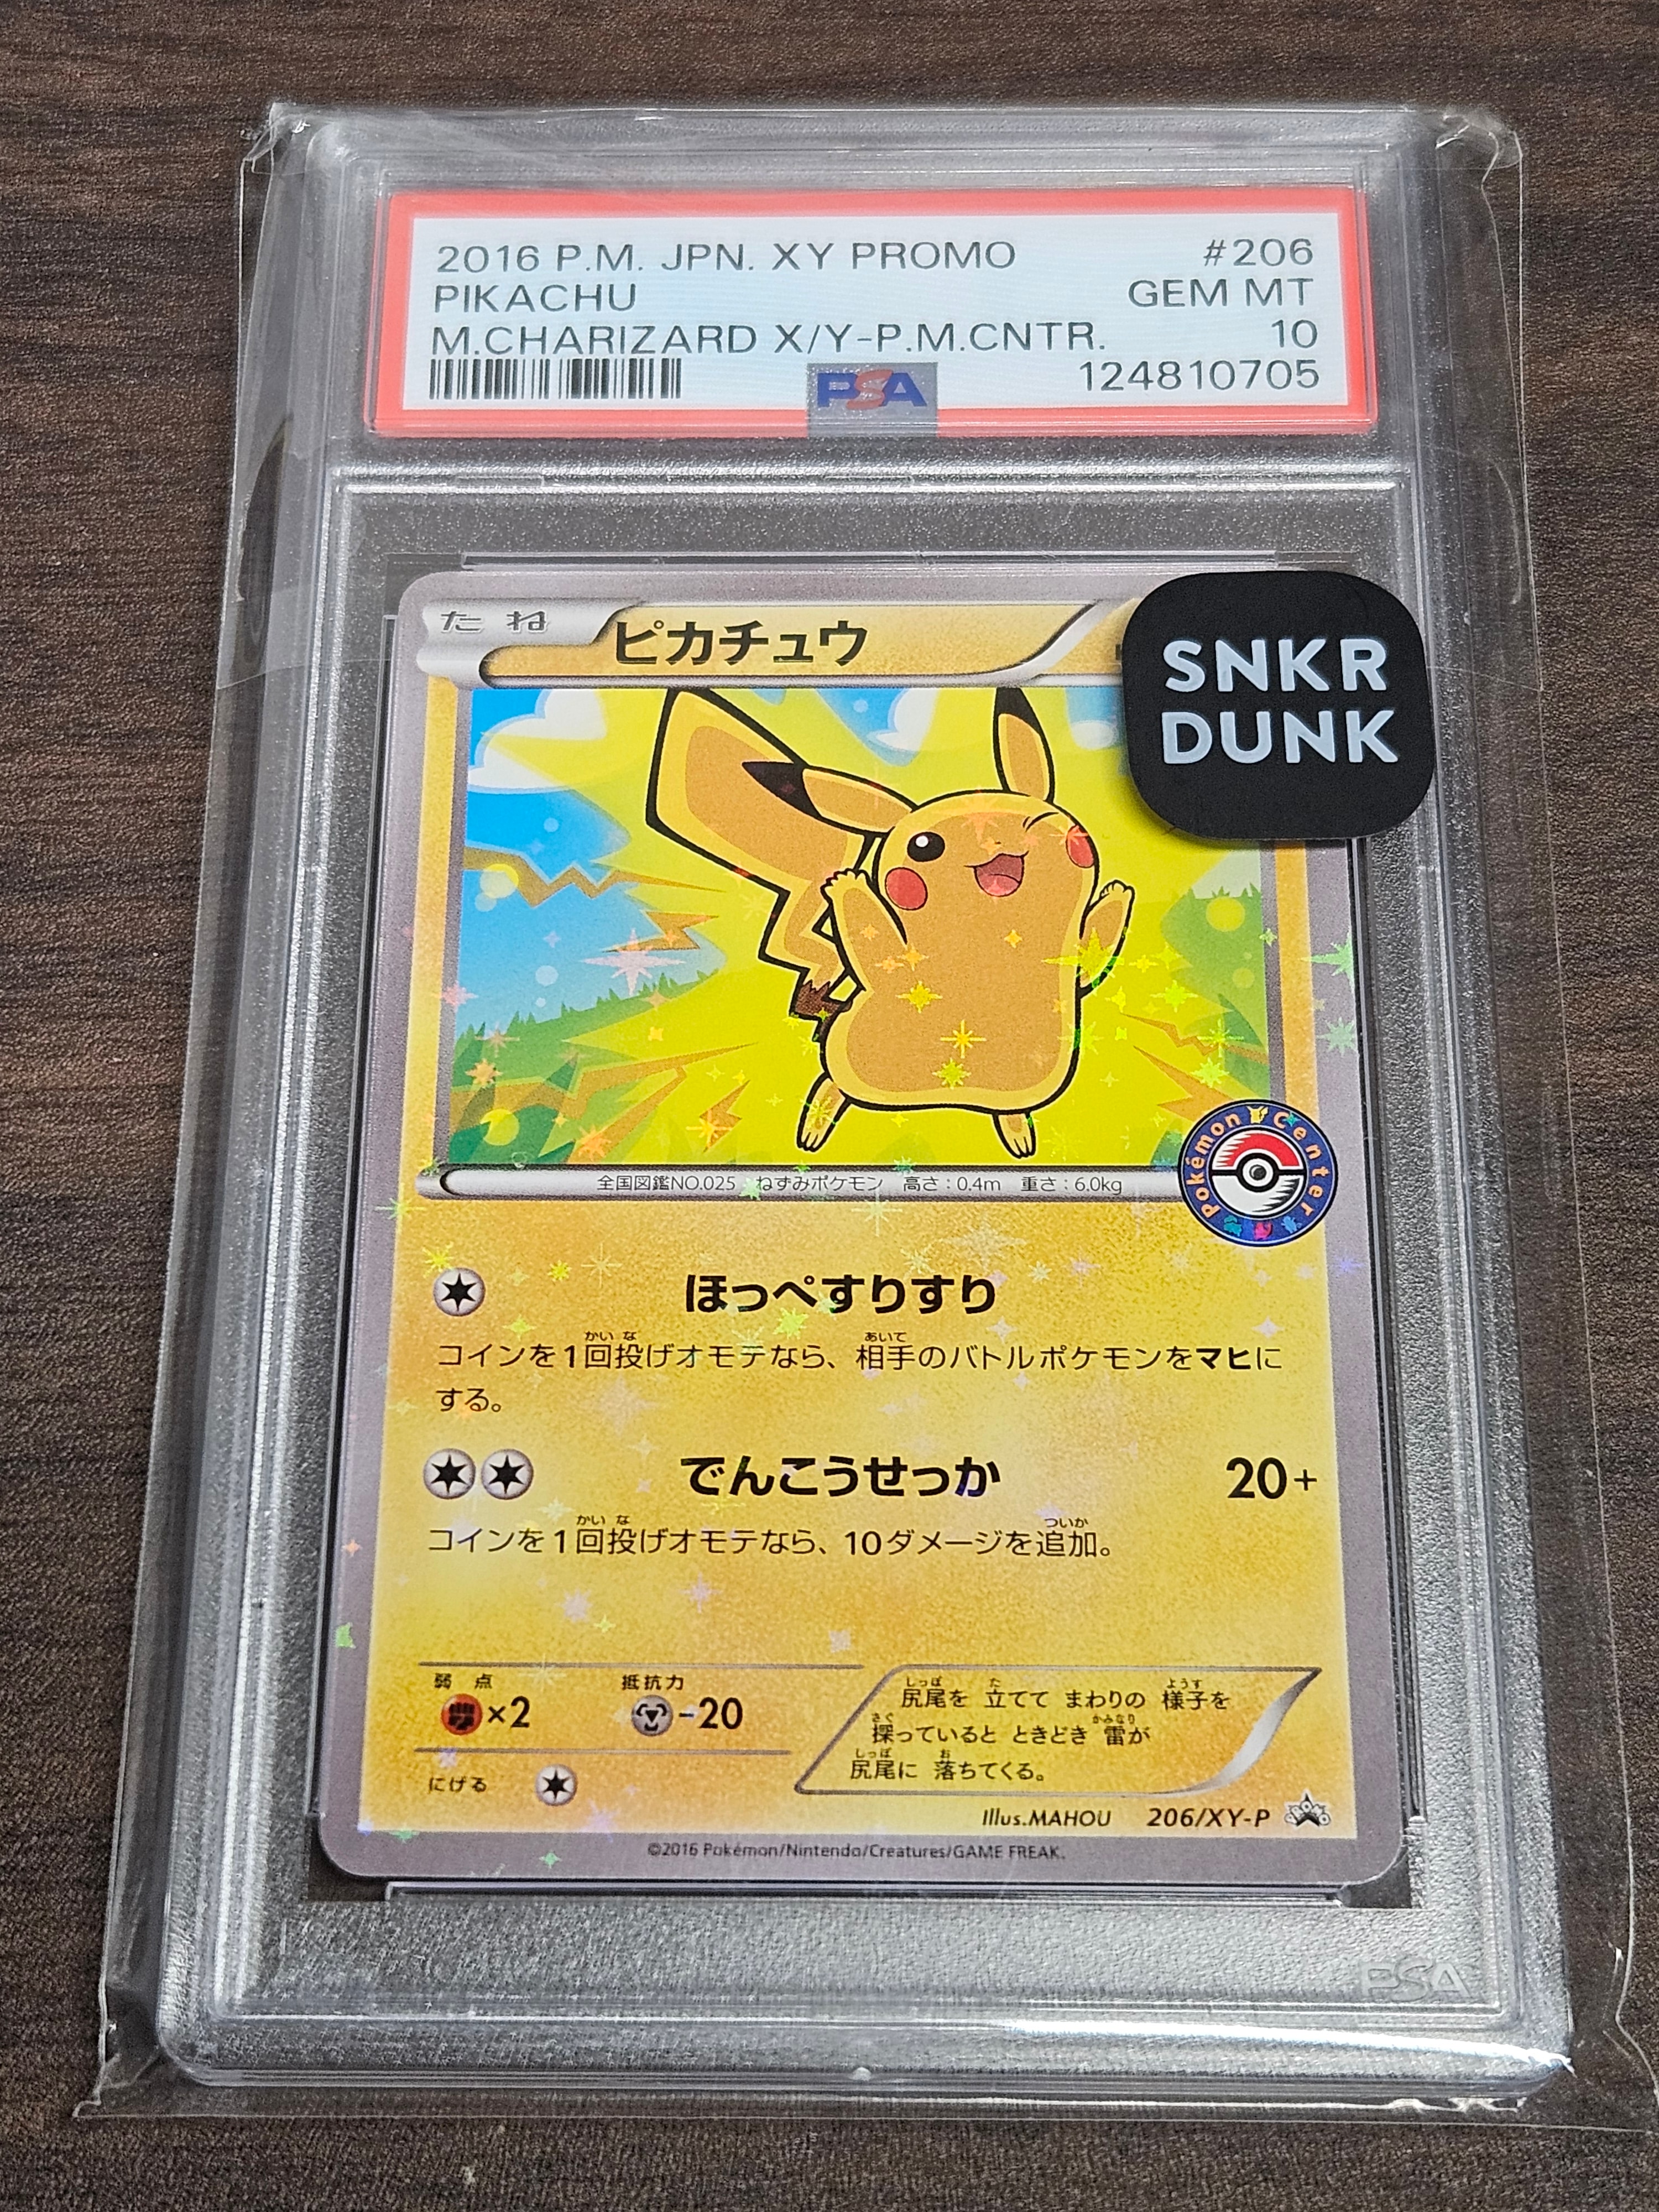 2016 P.M. JPN. XY PROMO #206
PIKACHU GEM MT
M.CHARIZARD X/Y-P.M.CNTR. 10
PSA 124810705
たね ピカチュウ
SNKR
DUNK
Pokémon Center
全国図鑑NO.025 ねずみポケモン 高さ:0.4m 重さ:6.0kg
ほっぺすりすり
コインを1回投げオモテなら、相手のバトルポケモンをマヒに
する。
でんこうせっか 20+
コインを1回投げオモテなら、10ダメージを追加。
弱点 抵抗力
×2 -20
にげる
尻尾を 立てて まわりの 様子を
探っていると ときどき 雷が
尻尾に 落ちてくる。
Illus.MAHOU 206/XY-P
©2016 Pokémon/Nintendo/Creatures/GAME FREAK.
PSA